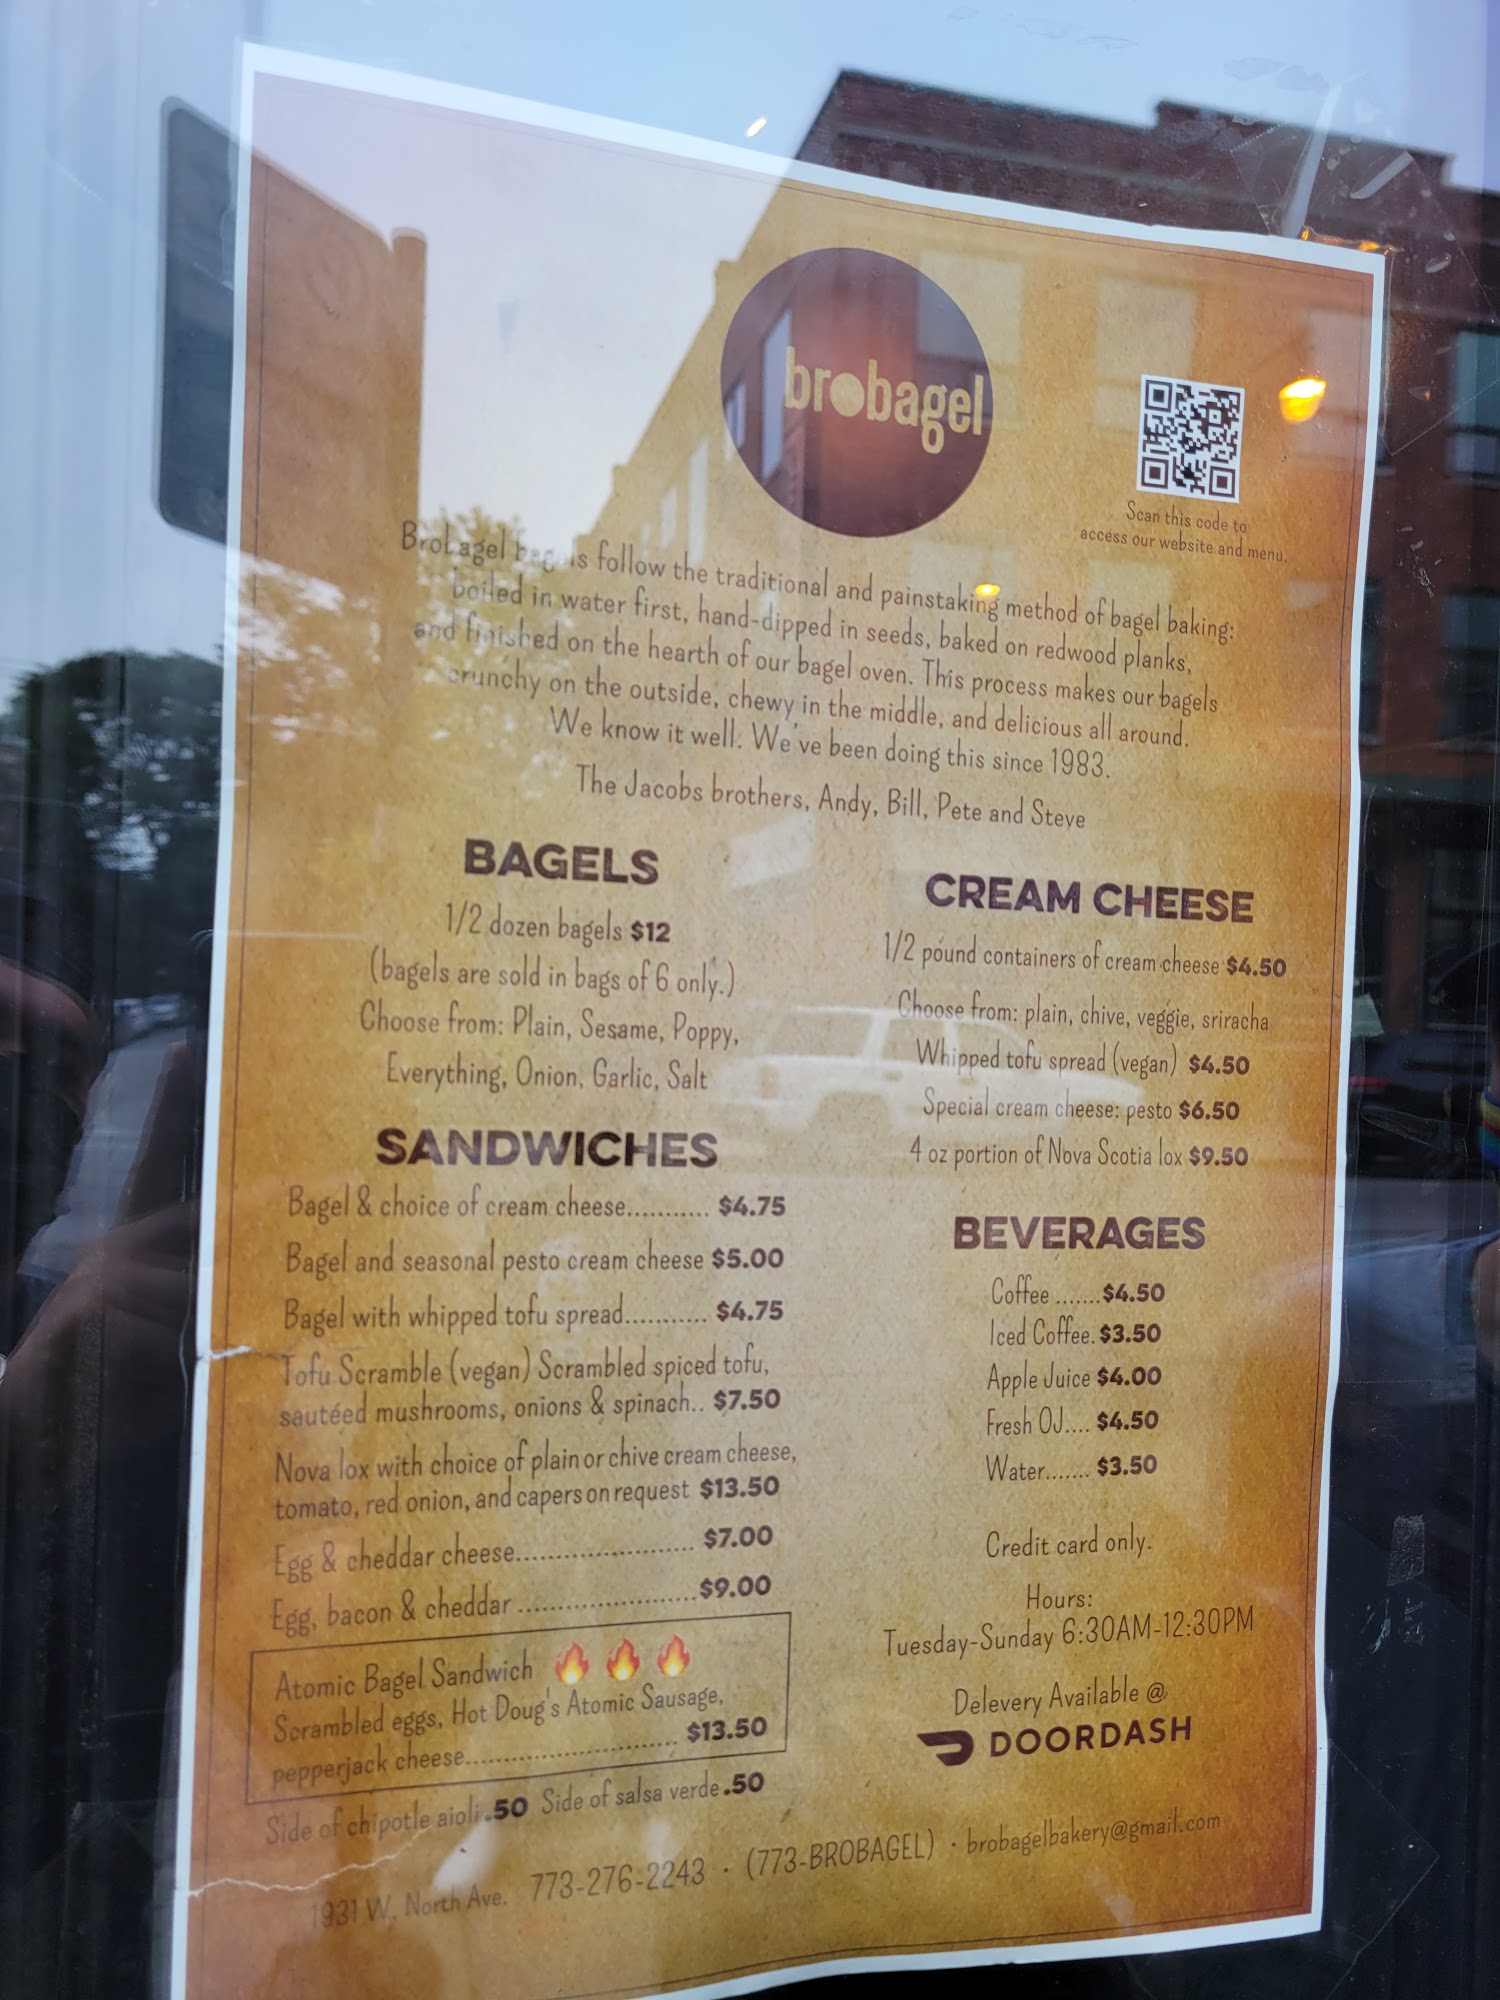 brobagel
Scan this code to
access our website and menu.
Brobagel bagels follow the traditional and painstaking method of bagel baking:
boiled in water first, hand-dipped in seeds, baked on redwood planks,
and finished on the hearth of our bagel oven. This process makes our bagels
crunchy on the outside, chewy in the middle, and delicious all around.
We know it well. We've been doing this since 1983.
The Jacobs brothers, Andy, Bill, Pete and Steve
BAGELS
1/2 dozen bagels $12
(bagels are sold in bags of 6 only.)
Choose from: Plain, Sesame, Poppy,
Everything, Onion, Garlic, Salt
SANDWICHES
Bagel & choice of cream cheese........... $4.75
Bagel and seasonal pesto cream cheese $5.00
Bagel with whipped tofu spread............ $4.75
Tofu Scramble (vegan) Scrambled spiced tofu,
sautéed mushrooms, onions & spinach.. $7.50
Nova lox with choice of plain or chive cream cheese,
tomato, red onion, and capers on request $13.50
Egg & cheddar cheese......................... $7.00
Egg, bacon & cheddar .........................$9.00
Atomic Bagel Sandwich 🔥 🔥 🔥
Scrambled eggs, Hot Doug's Atomic Sausage,
pepperjack cheese.............................. $13.50
Side of chipotle aioli .50 Side of salsa verde .50
CREAM CHEESE
1/2 pound containers of cream cheese $4.50
Choose from: plain, chive, veggie, sriracha
Whipped tofu spread (vegan) $4.50
Special cream cheese: pesto $6.50
4 oz portion of Nova Scotia lox $9.50
BEVERAGES
Coffee .......$4.50
Iced Coffee. $3.50
Apple Juice $4.00
Fresh OJ.... $4.50
Water....... $3.50
Credit card only.
Hours:
Tuesday-Sunday 6:30AM-12:30PM
Delevery Available @
DOORDASH
1931 W. North Ave. 773-276-2243 · (773-BROBAGEL) · brobagelbakery@gmail.com